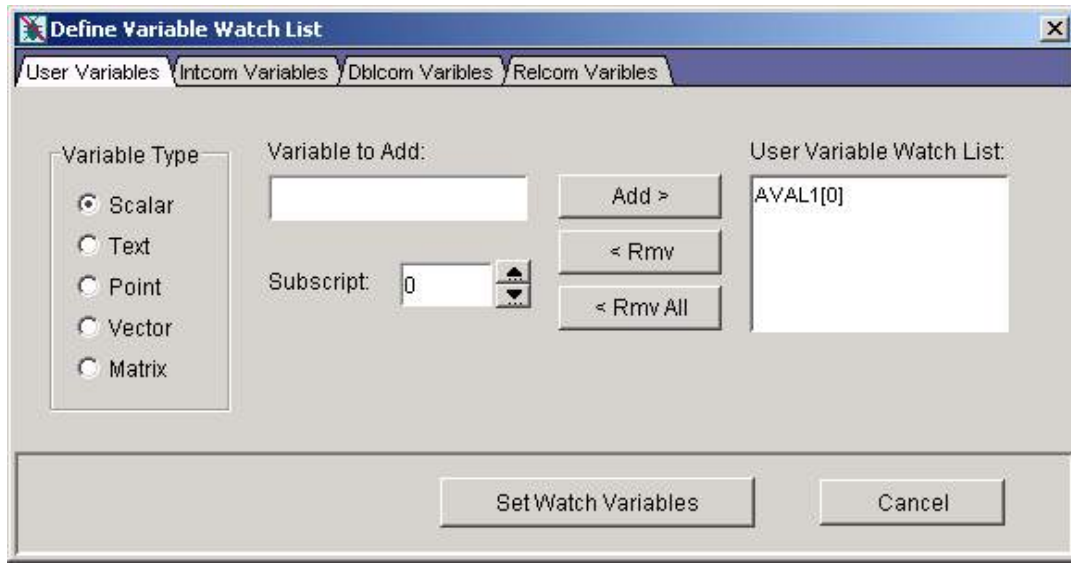 Define Variable Watch List
User Variables Intcom Variables Dblcom Varibles Relcom Varibles
Variable Type
Scalar
Text
Point
Vector
Matrix
Variable to Add:
Subscript: 0
Add >
< Rmv
< Rmv All
User Variable Watch List:
AVAL1[0]
Set Watch Variables Cancel